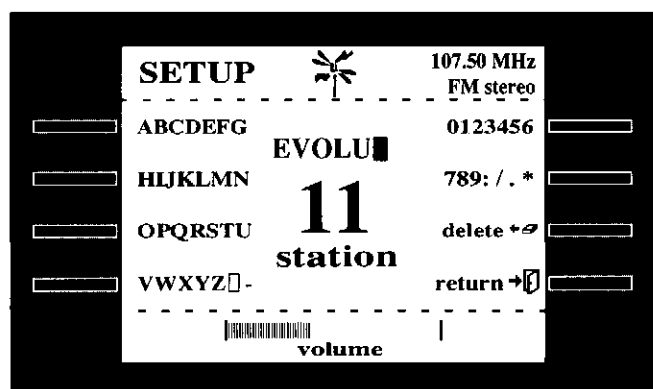 SETUP
107.50 MHz
FM stereo
ABCDEFG
0123456
EVOLU
HIJKLMN
789: / . *
11
OPQRSTU
delete
station
VWXYZ▯-
return
volume